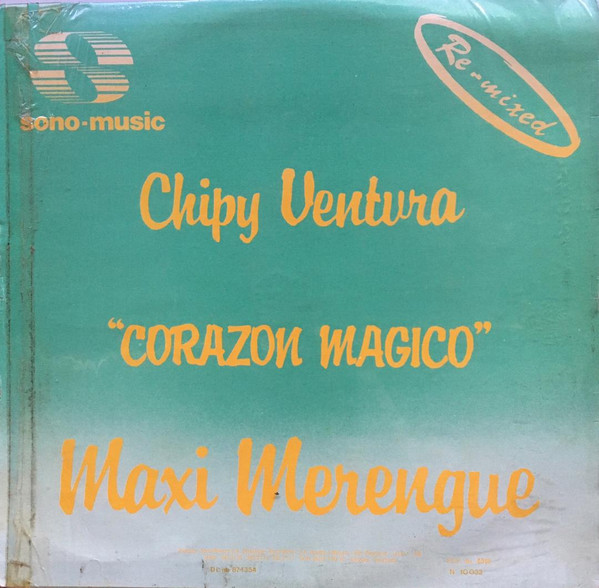 sono-music
Re-mixed
Chipy Ventura
“CORAZON MAGICO”
Maxi Merengue